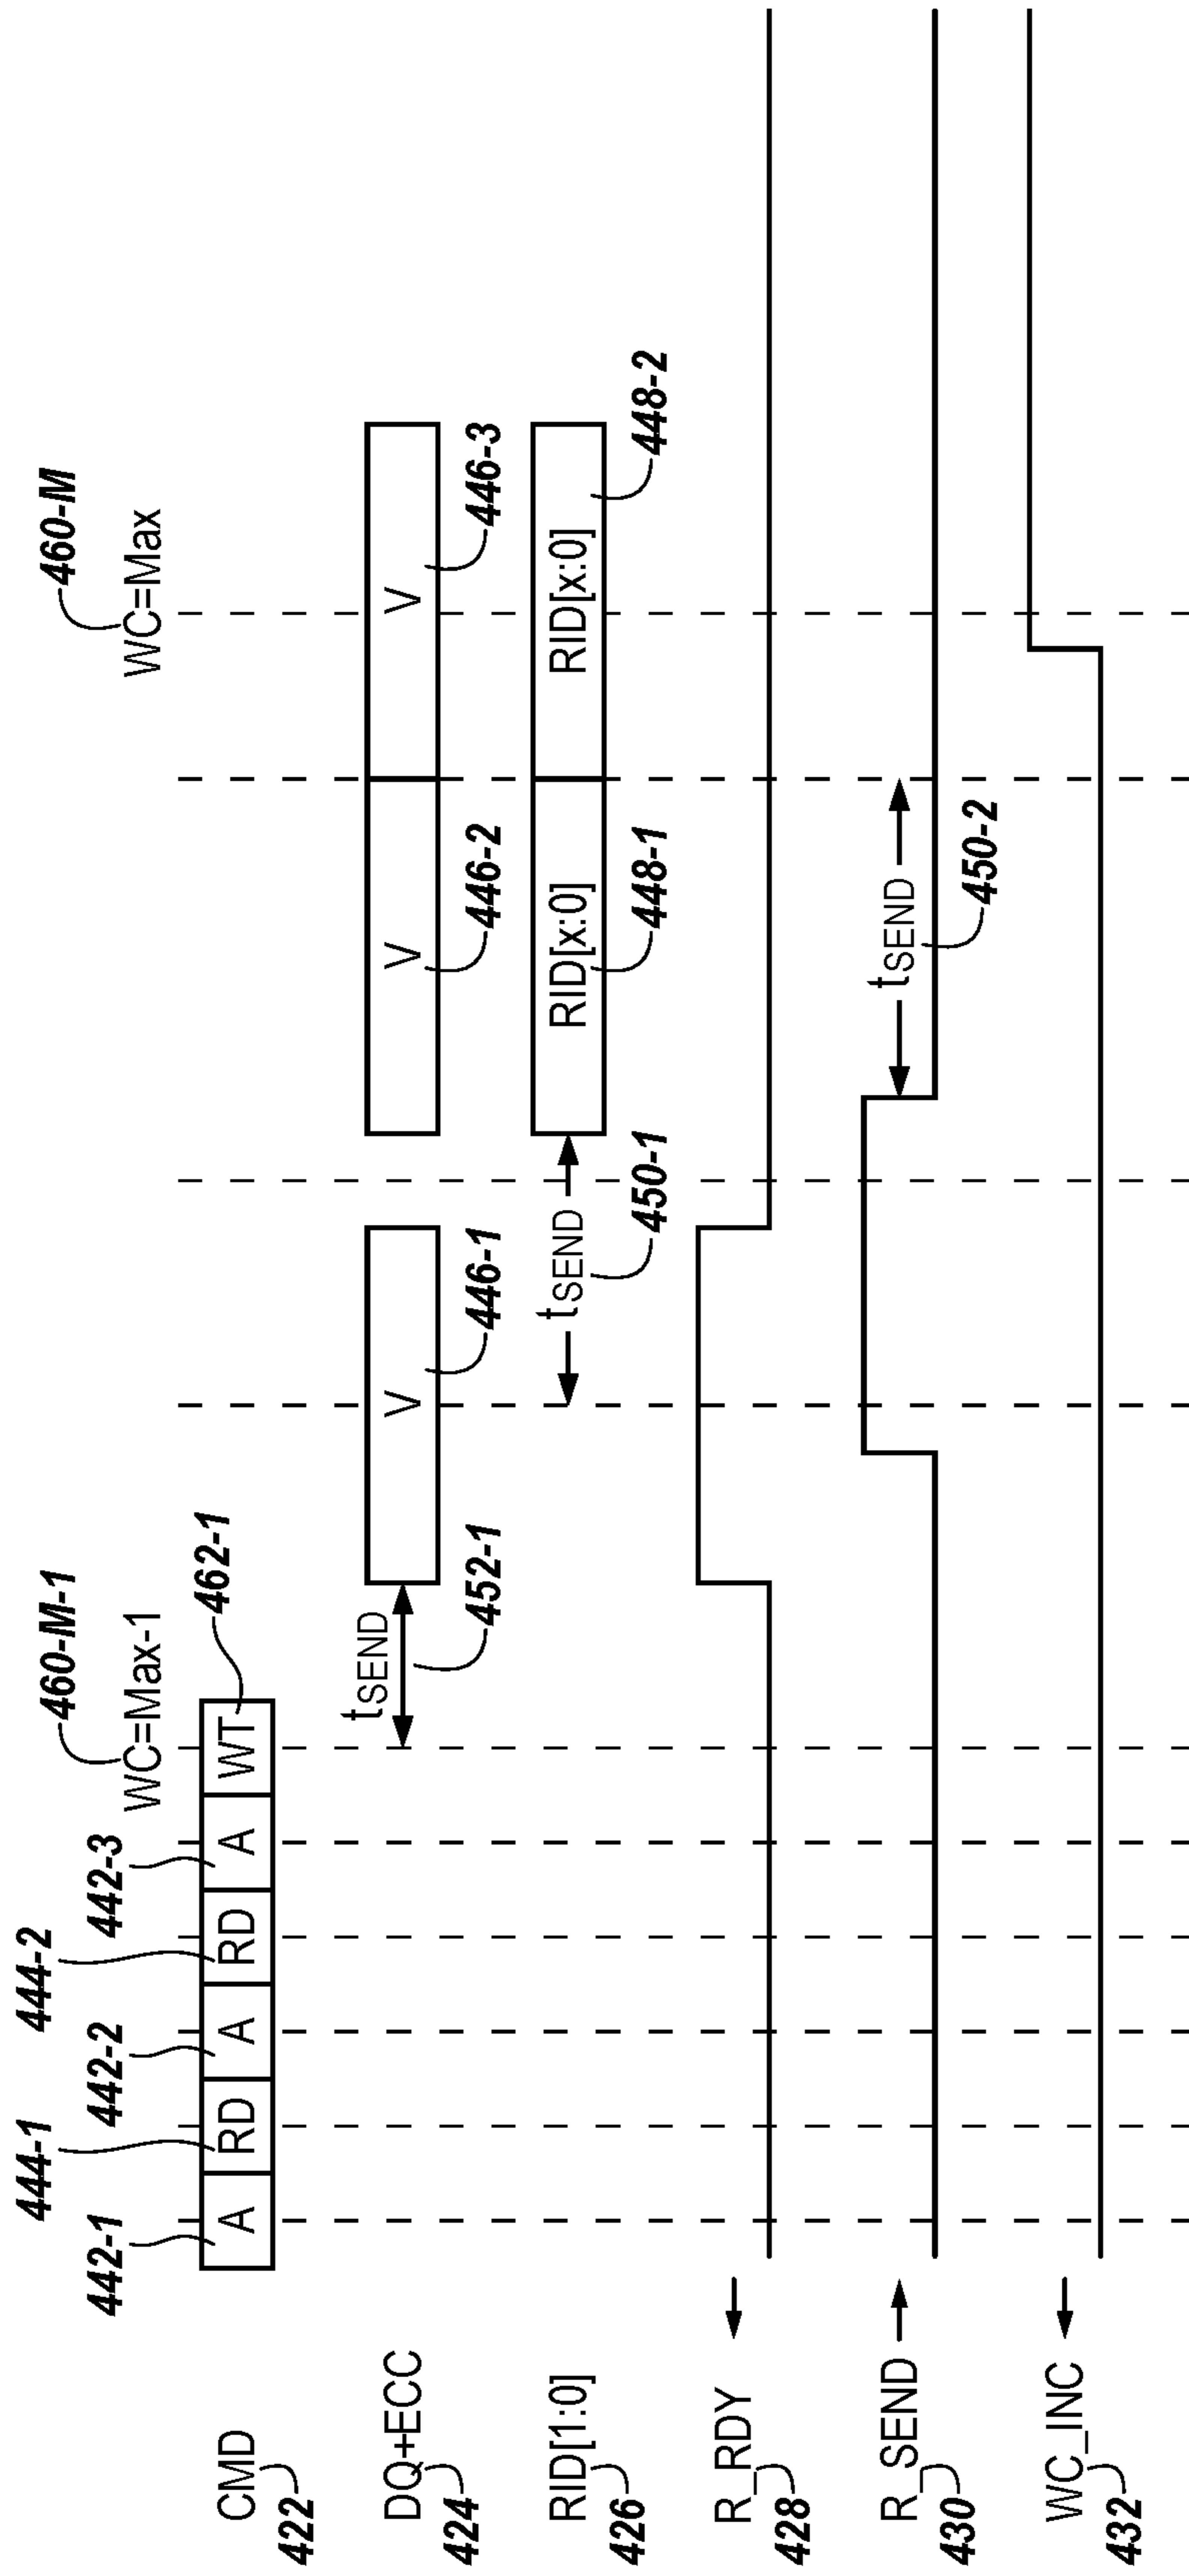 444-1 444-2 460-M-1 460-M
442-1 442-2 442-3 WC=Max-1 WC=Max
CMD A RD A RD A WT 462-1
422
tSEND
DQ+ECC V V V
424 452-1 446-1 446-2 446-3
RID[1:0] tSEND RID[x:0] RID[x:0]
426 450-1 448-1 448-2
R_RDY
428
R_SEND tSEND
430 450-2
WC_INC
432